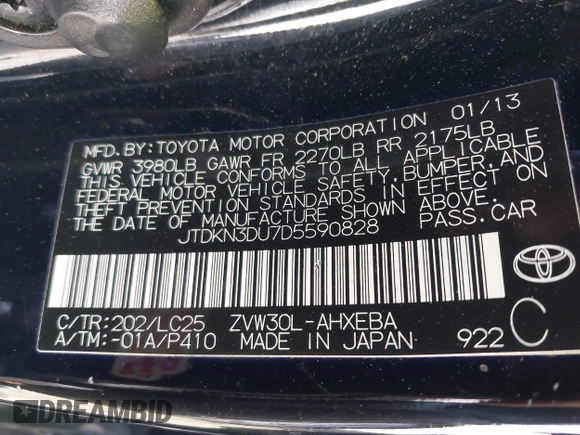 MFD. BY: TOYOTA MOTOR CORPORATION 01/13
GVWR 3980LB GAWR FR 2270LB RR 2175LB
THIS VEHICLE CONFORMS TO ALL APPLICABLE
FEDERAL MOTOR VEHICLE SAFETY, BUMPER, AND
THEFT PREVENTION STANDARDS IN EFFECT ON
THE DATE OF MANUFACTURE SHOWN ABOVE.
JTDKN3DU7D5590828 PASS. CAR
C/TR: 202/LC25 ZVW30L-AHXEBA
A/TM: -01A/P410 MADE IN JAPAN 922 C
TOYOTA
DREAMBID